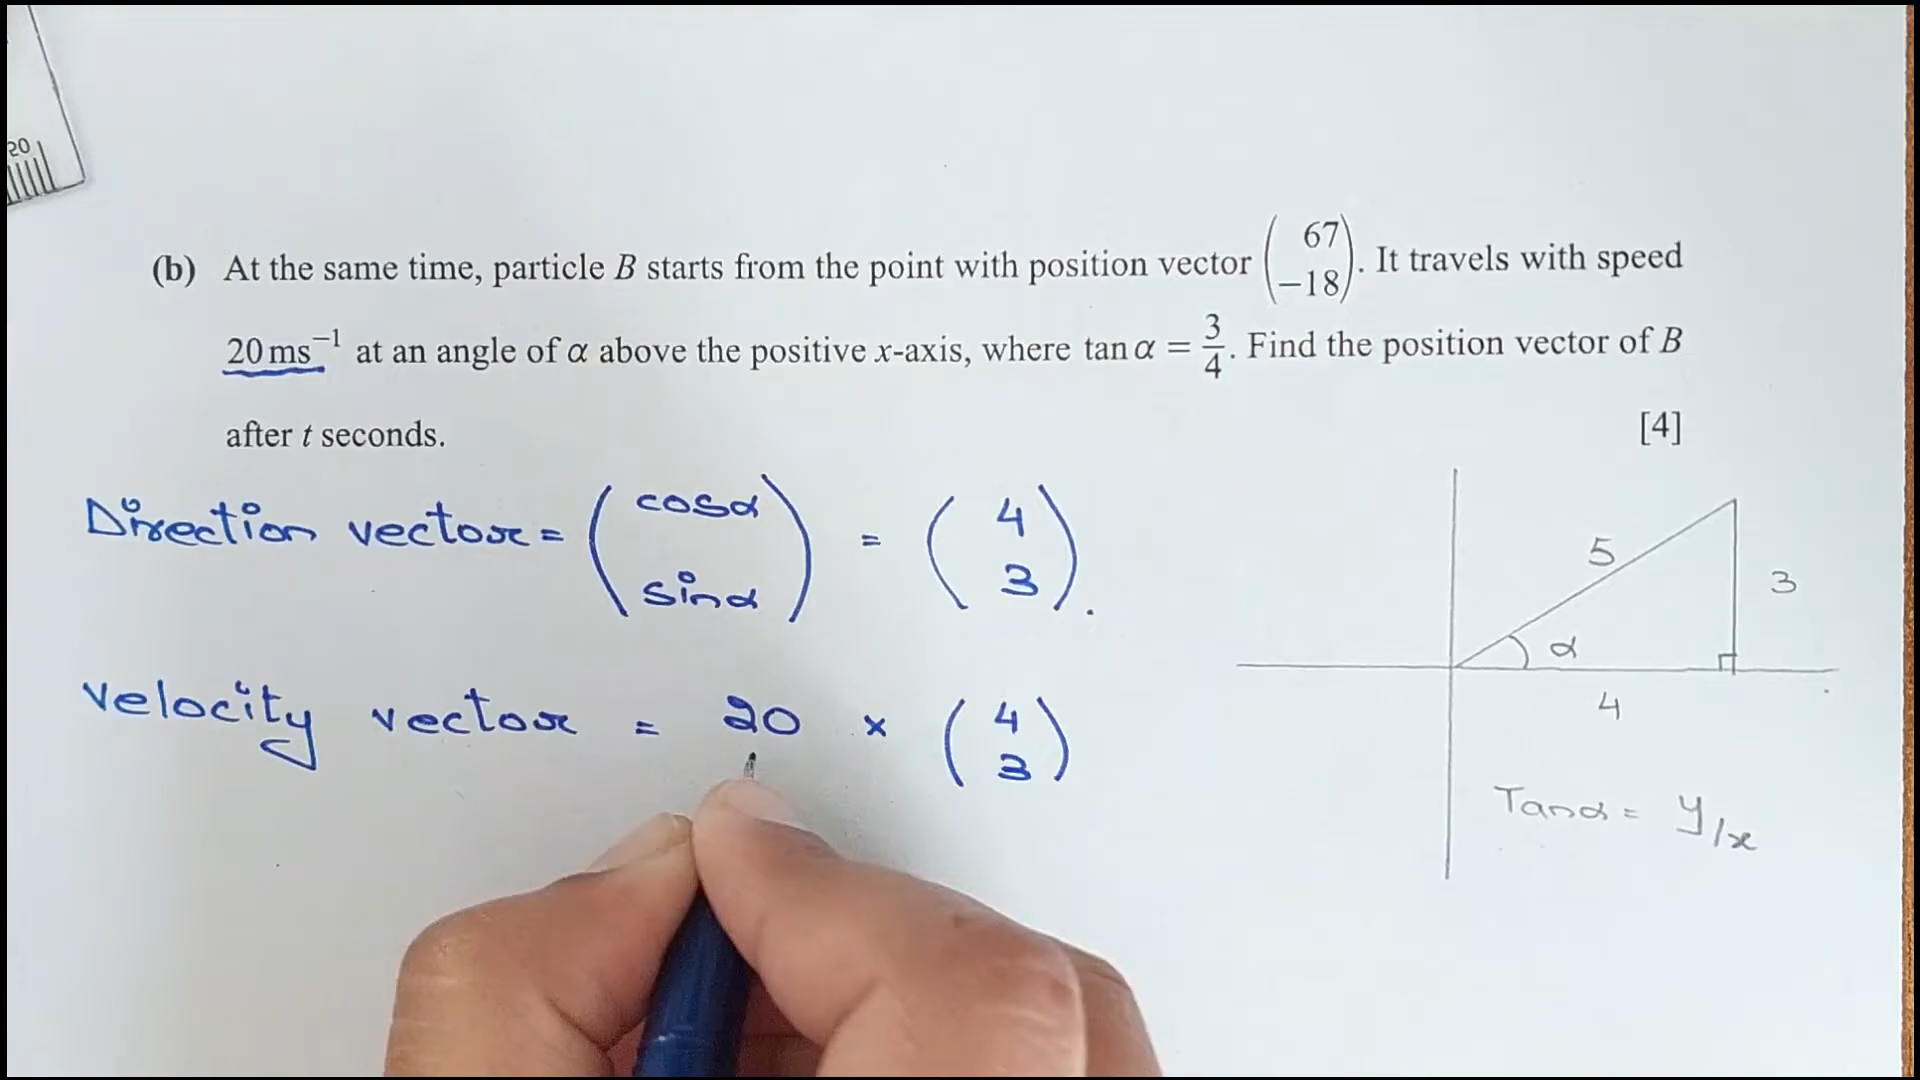 20
(b) At the same time, particle B starts from the point with position vector (67 −18). It travels with speed
20 ms⁻¹ at an angle of α above the positive x-axis, where tan α = 3/4. Find the position vector of B
after t seconds. [4]
Direction vector = (cosα sinα) = (4 3).
velocity vector = 20 × (4 3)
5
3
α
4
Tanα = y/x